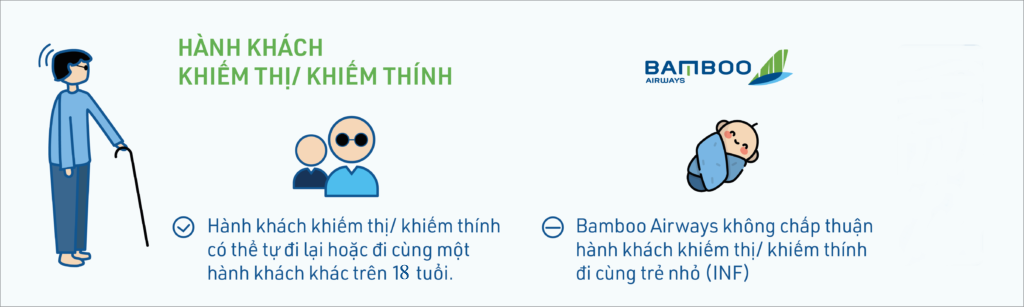 HÀNH KHÁCH
KHIẾM THỊ/ KHIẾM THÍNH
BAMBOO
AIRWAYS
Hành khách khiếm thị/ khiếm thính
có thể tự đi lại hoặc đi cùng một
hành khách khác trên 18 tuổi.
Bamboo Airways không chấp thuận
hành khách khiếm thị/ khiếm thính
đi cùng trẻ nhỏ (INF)